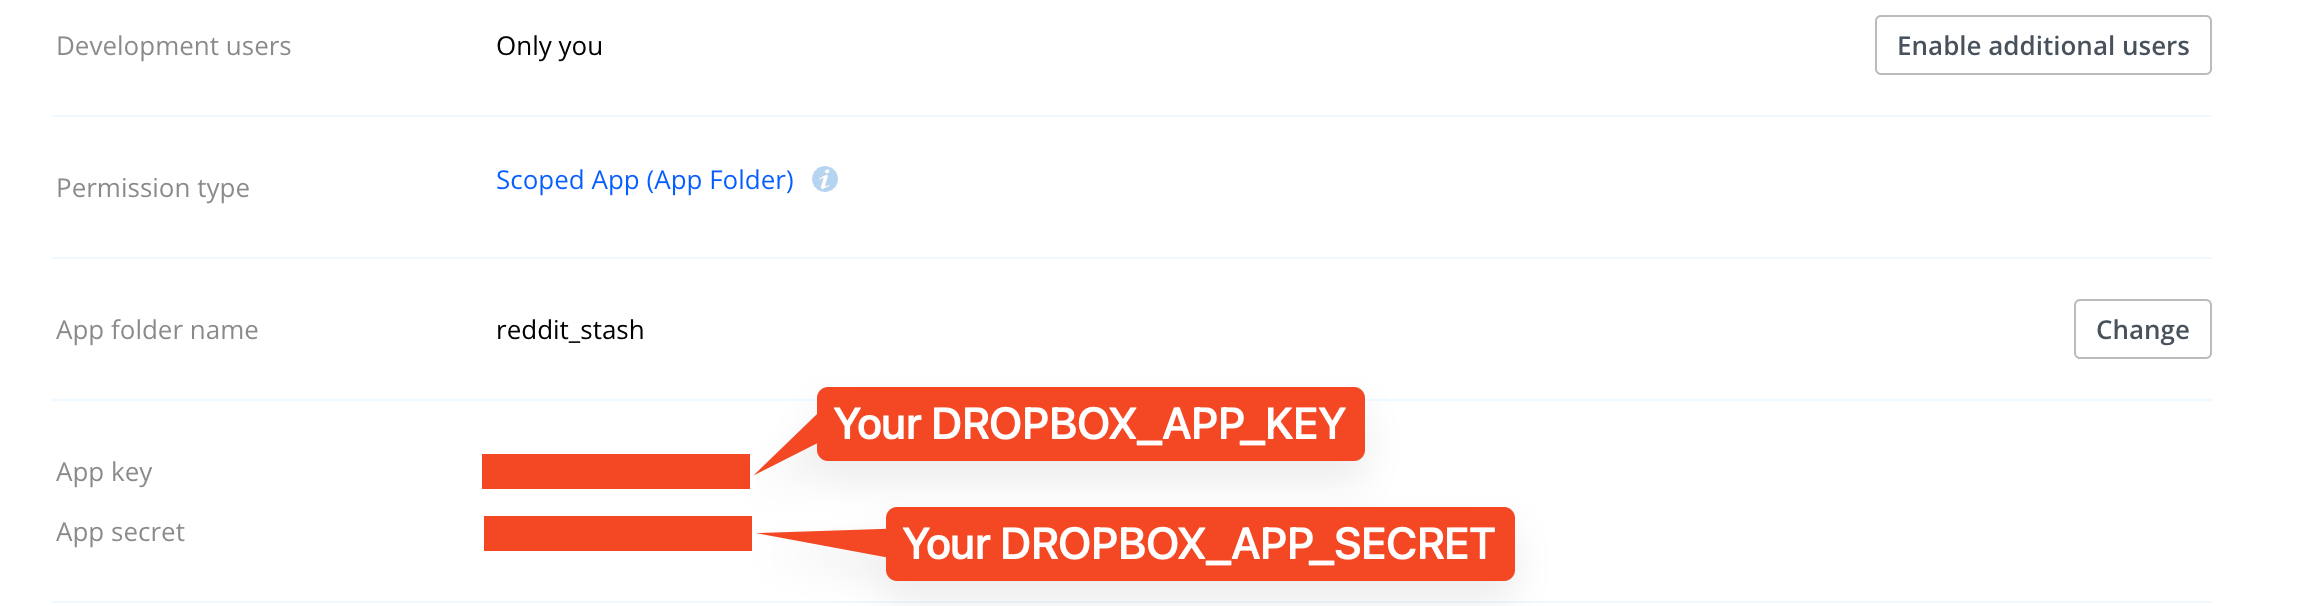 Development users Only you Enable additional users
Permission type Scoped App (App Folder) i
App folder name reddit_stash Change
Your DROPBOX_APP_KEY
App key
App secret Your DROPBOX_APP_SECRET